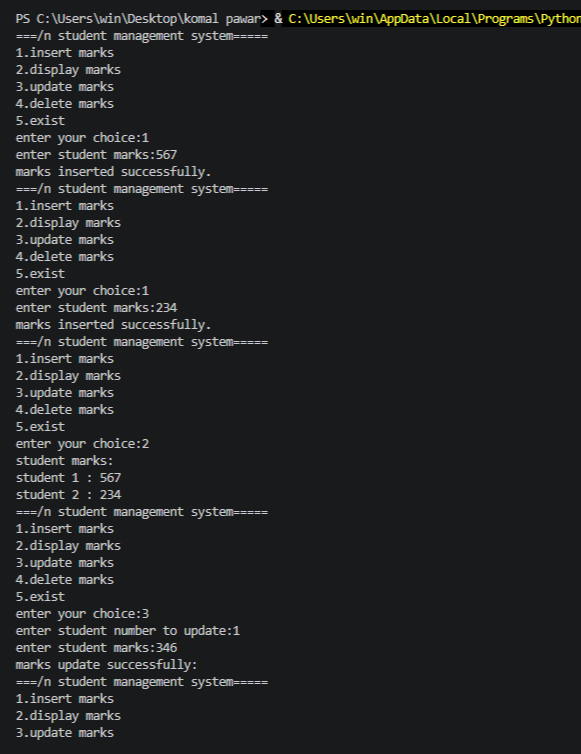 PS C:\Users\win\Desktop\komal pawar> & C:\Users\win\AppData\Local\Programs\Python
===/n student management system=====
1.insert marks
2.display marks
3.update marks
4.delete marks
5.exist
enter your choice:1
enter student marks:567
marks inserted successfully.
===/n student management system=====
1.insert marks
2.display marks
3.update marks
4.delete marks
5.exist
enter your choice:1
enter student marks:234
marks inserted successfully.
===/n student management system=====
1.insert marks
2.display marks
3.update marks
4.delete marks
5.exist
enter your choice:2
student marks:
student 1 : 567
student 2 : 234
===/n student management system=====
1.insert marks
2.display marks
3.update marks
4.delete marks
5.exist
enter your choice:3
enter student number to update:1
enter student marks:346
marks update successfully:
===/n student management system=====
1.insert marks
2.display marks
3.update marks